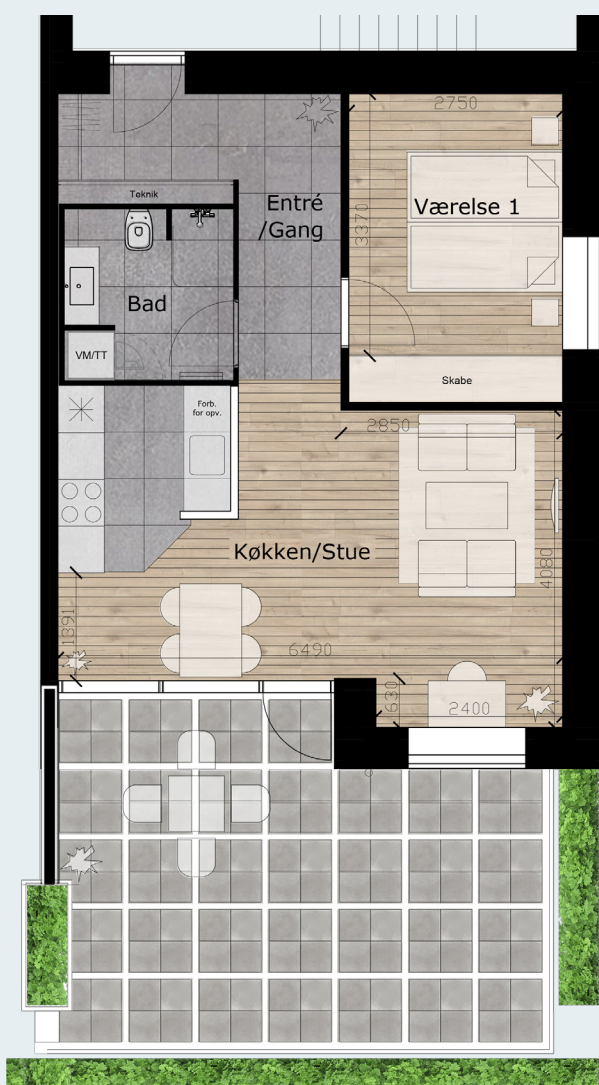 2750
Teknik
Entré
/Gang
Værelse 1
3370
Bad
VM/TT
Skabe
Forb.
for opv.
2850
Køkken/Stue
4080
1391
6490
630
2400